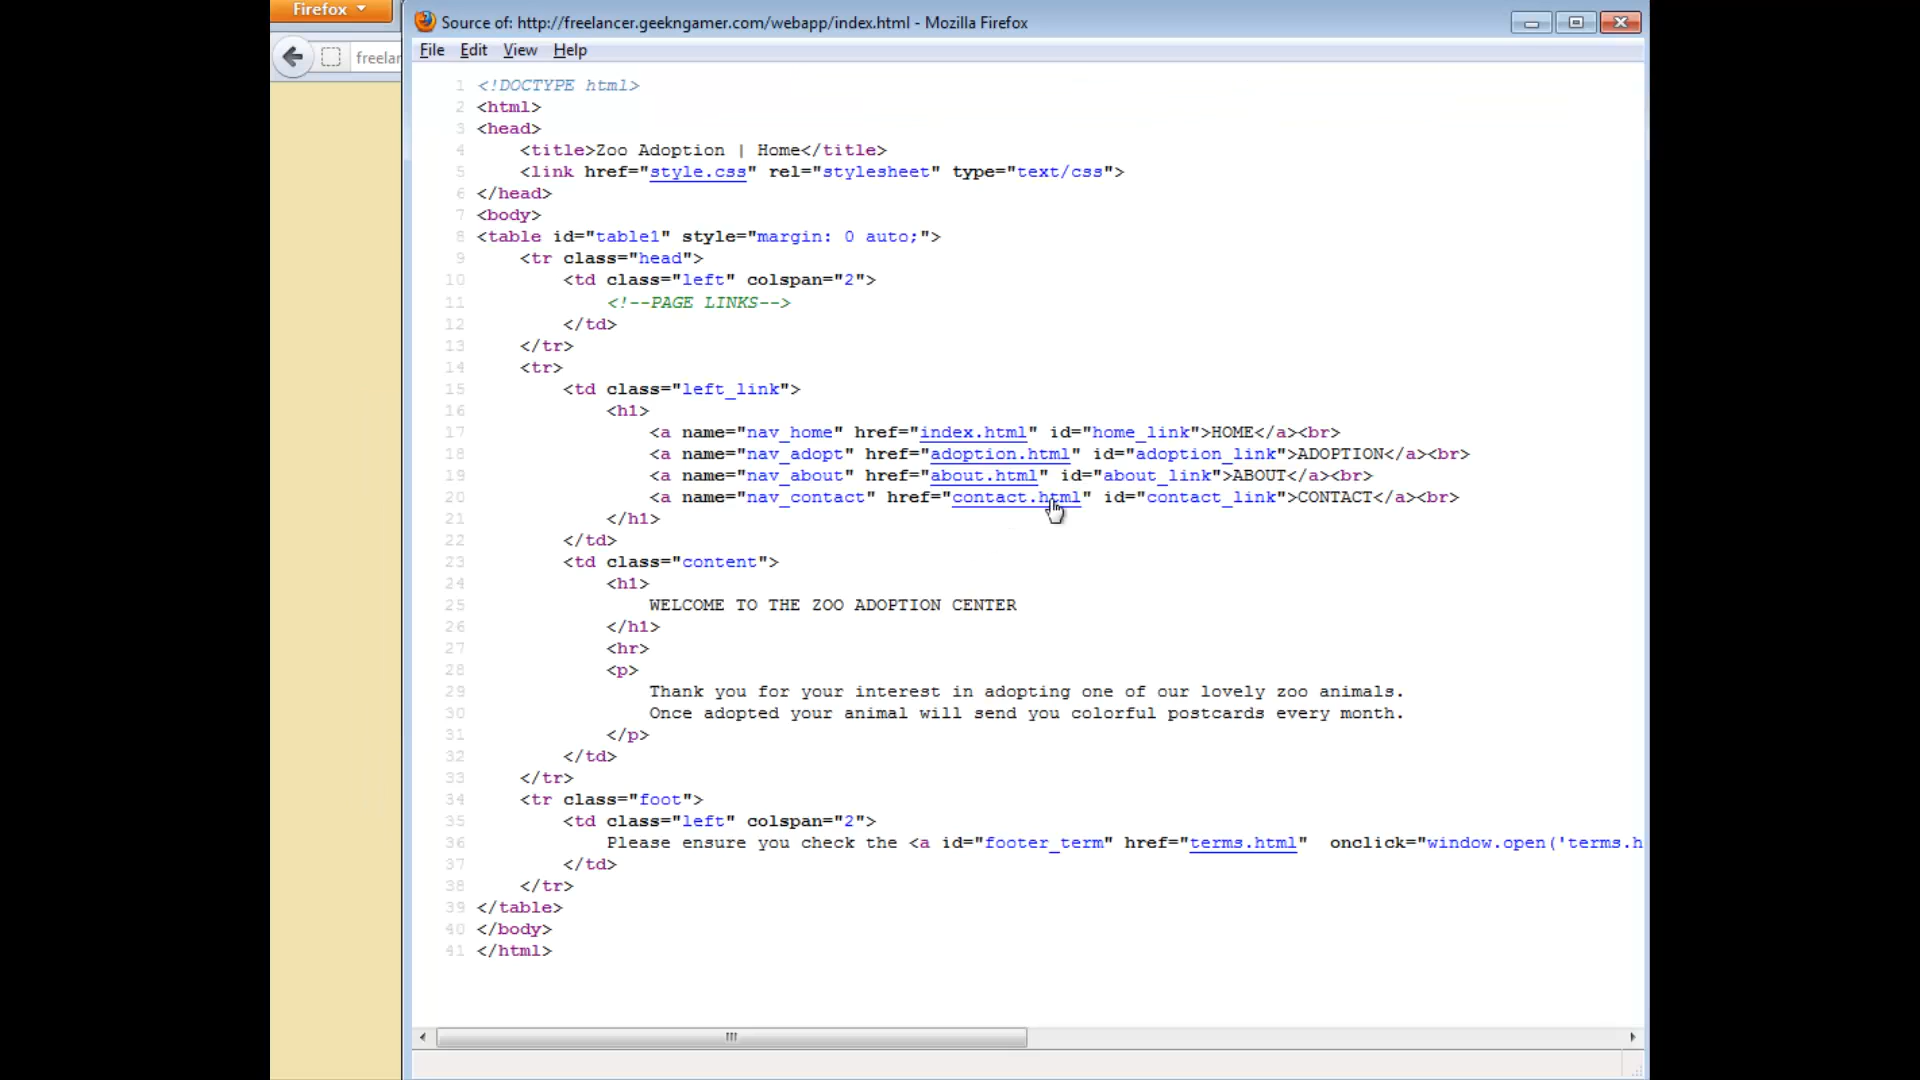 Firefox
Source of: http://freelancer.geekngamer.com/webapp/index.html - Mozilla Firefox
File Edit View Help
freelar
1 <!DOCTYPE html>
2 <html>
3 <head>
4 <title>Zoo Adoption | Home</title>
5 <link href="style.css" rel="stylesheet" type="text/css">
6 </head>
7 <body>
8 <table id="table1" style="margin: 0 auto;">
9 <tr class="head">
10 <td class="left" colspan="2">
11 <!--PAGE LINKS-->
12 </td>
13 </tr>
14 <tr>
15 <td class="left_link">
16 <h1>
17 <a name="nav_home" href="index.html" id="home_link">HOME</a><br>
18 <a name="nav_adopt" href="adoption.html" id="adoption_link">ADOPTION</a><br>
19 <a name="nav_about" href="about.html" id="about_link">ABOUT</a><br>
20 <a name="nav_contact" href="contact.html" id="contact_link">CONTACT</a><br>
21 </h1>
22 </td>
23 <td class="content">
24 <h1>
25 WELCOME TO THE ZOO ADOPTION CENTER
26 </h1>
27 <hr>
28 <p>
29 Thank you for your interest in adopting one of our lovely zoo animals.
30 Once adopted your animal will send you colorful postcards every month.
31 </p>
32 </td>
33 </tr>
34 <tr class="foot">
35 <td class="left" colspan="2">
36 Please ensure you check the <a id="footer_term" href="terms.html" onclick="window.open('terms.h
37 </td>
38 </tr>
39 </table>
40 </body>
41 </html>